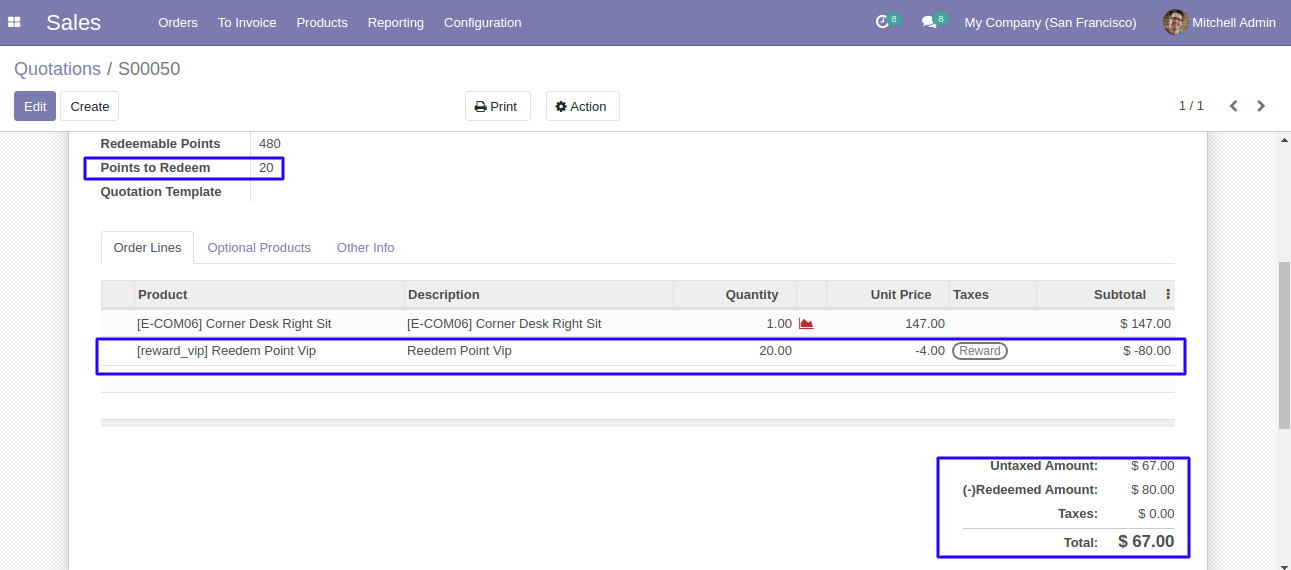 Sales Orders To Invoice Products Reporting Configuration 8 8 My Company (San Francisco) Mitchell Admin
Quotations / S00050
Edit Create Print Action 1 / 1
Redeemable Points 480
Points to Redeem 20
Quotation Template
Order Lines Optional Products Other Info
Product Description Quantity Unit Price Taxes Subtotal
[E-COM06] Corner Desk Right Sit [E-COM06] Corner Desk Right Sit 1.00 147.00 $ 147.00
[reward_vip] Reedem Point Vip Reedem Point Vip 20.00 -4.00 Reward $ -80.00
Untaxed Amount: $ 67.00
(-)Redeemed Amount: $ 80.00
Taxes: $ 0.00
Total: $ 67.00